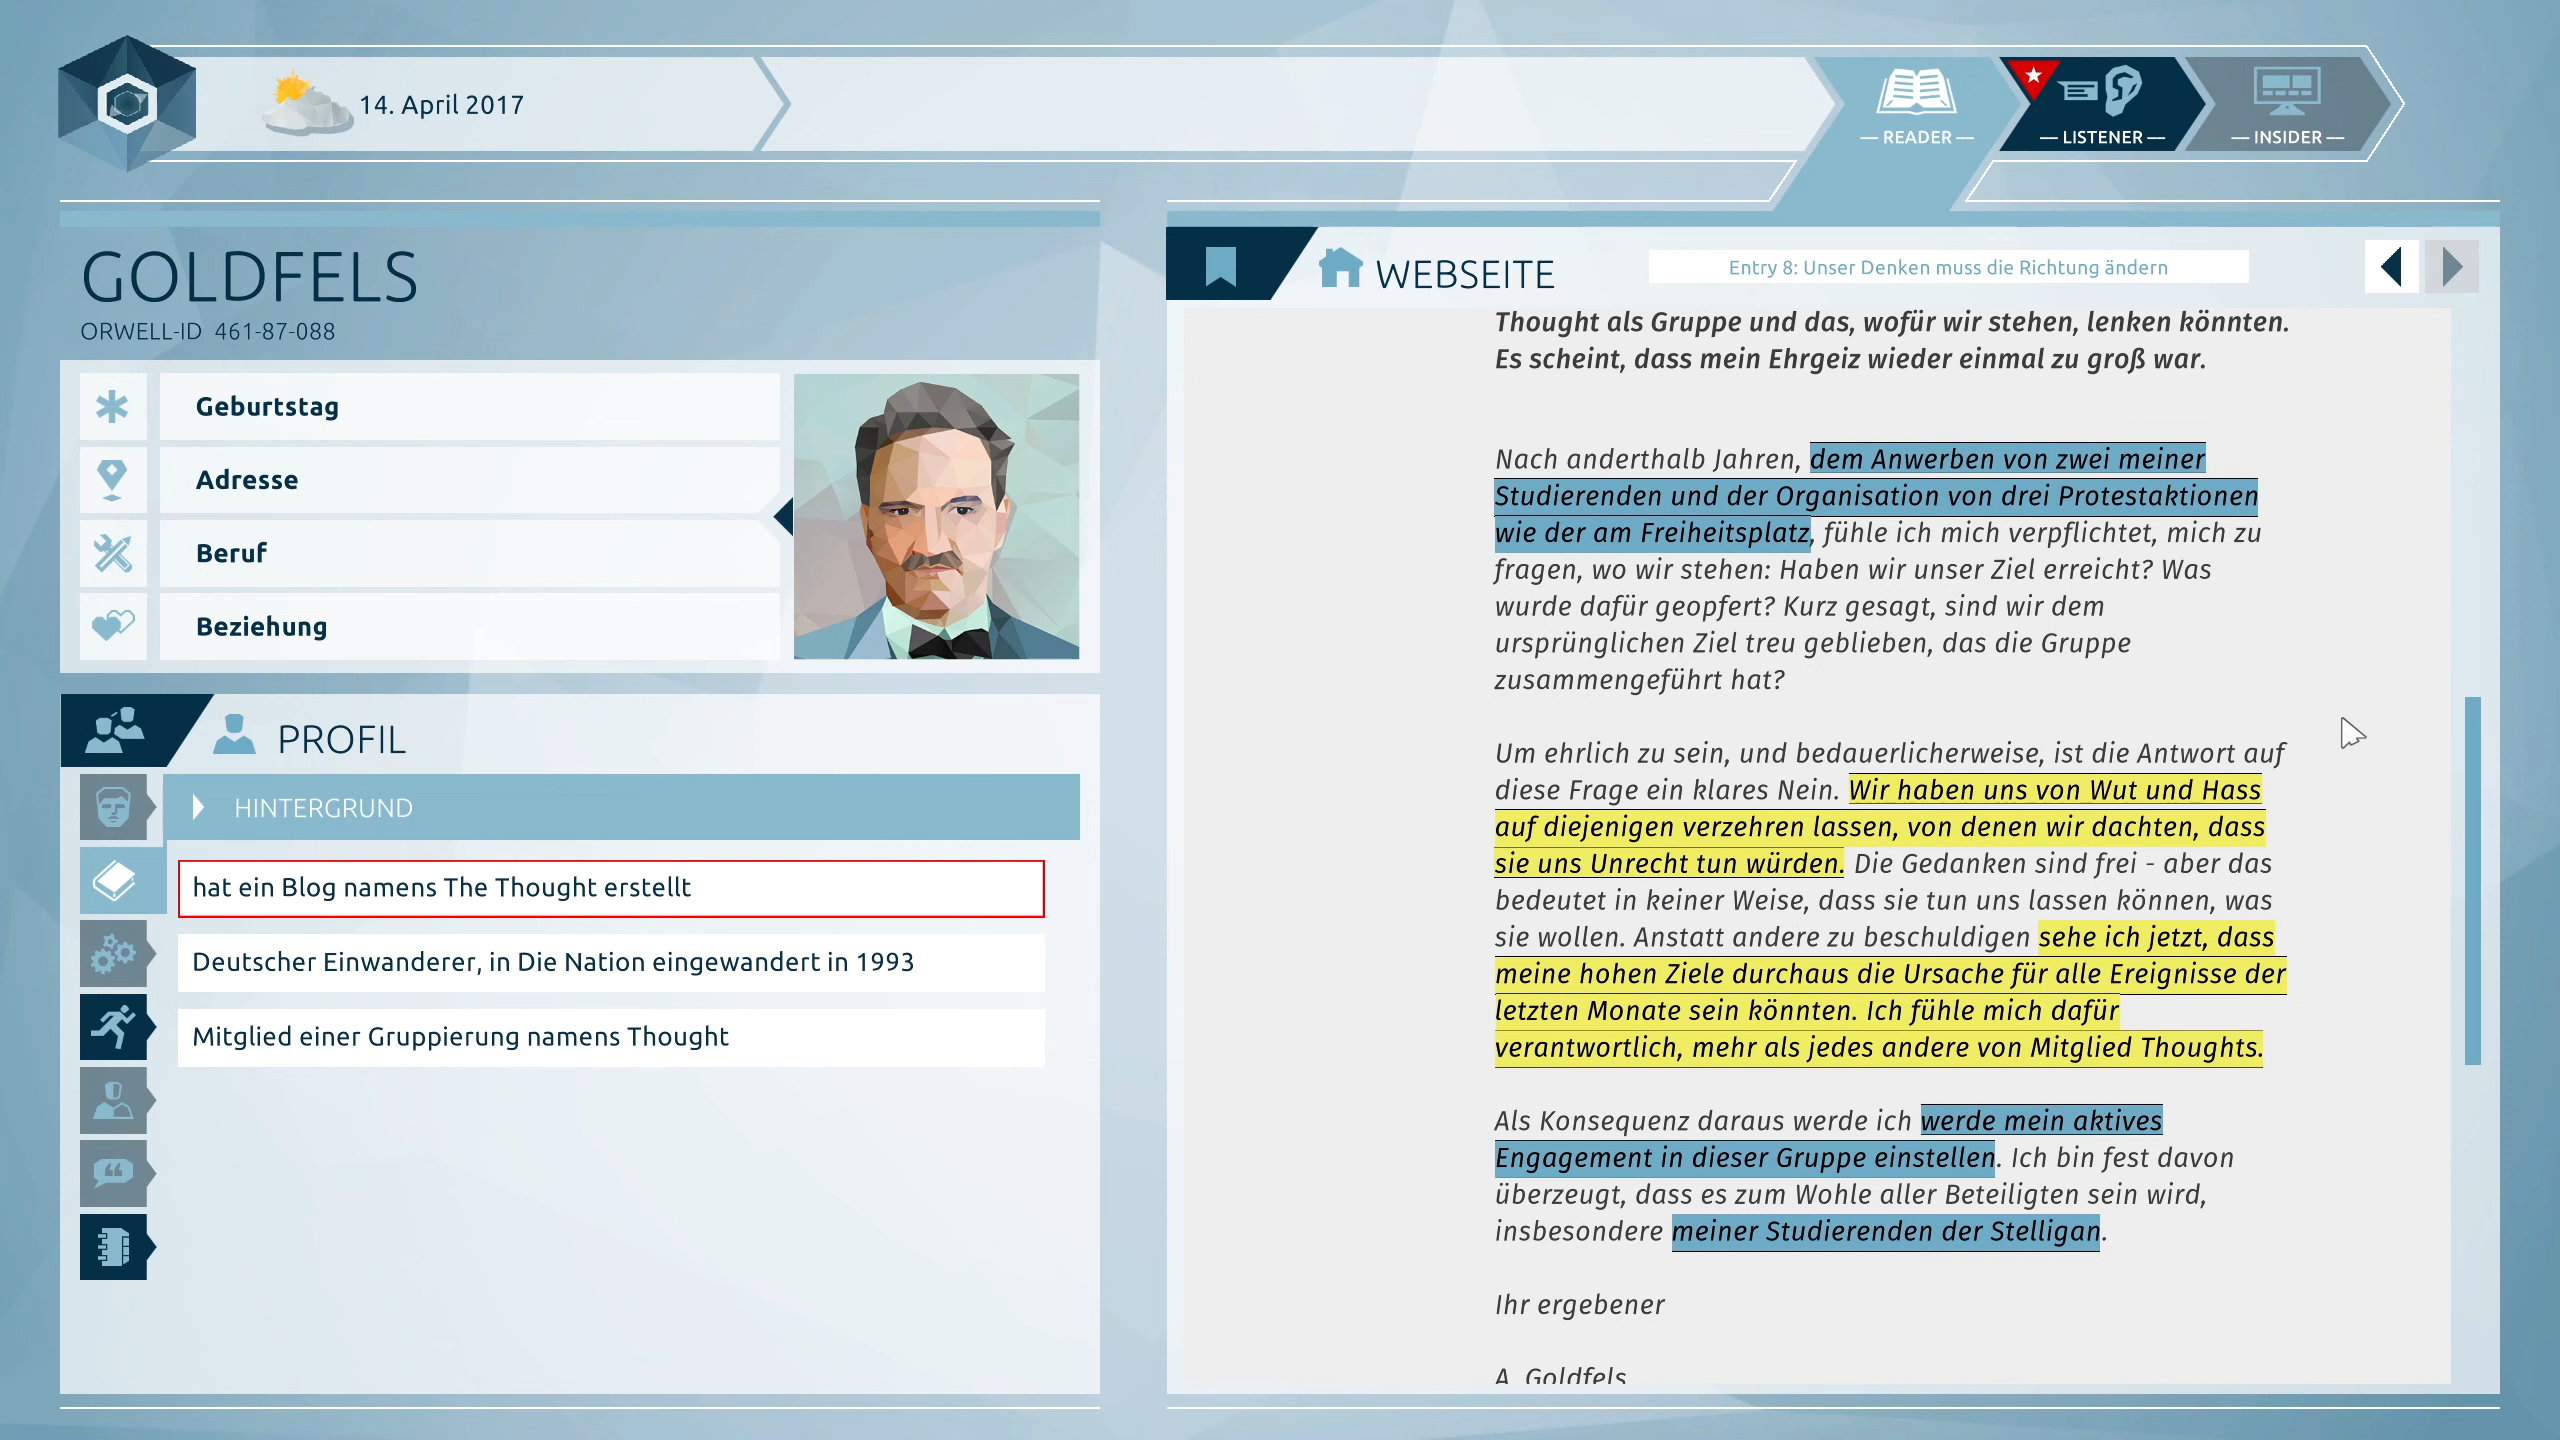 14. April 2017
— READER —
— LISTENER —
— INSIDER —
GOLDFELS
ORWELL-ID 461-87-088
Geburtstag
Adresse
Beruf
Beziehung
PROFIL
HINTERGRUND
hat ein Blog namens The Thought erstellt
Deutscher Einwanderer, in Die Nation eingewandert in 1993
Mitglied einer Gruppierung namens Thought
WEBSEITE
Entry 8: Unser Denken muss die Richtung ändern
Thought als Gruppe und das, wofür wir stehen, lenken könnten.
Es scheint, dass mein Ehrgeiz wieder einmal zu groß war.
Nach anderthalb Jahren, dem Anwerben von zwei meiner
Studierenden und der Organisation von drei Protestaktionen
wie der am Freiheitsplatz, fühle ich mich verpflichtet, mich zu
fragen, wo wir stehen: Haben wir unser Ziel erreicht? Was
wurde dafür geopfert? Kurz gesagt, sind wir dem
ursprünglichen Ziel treu geblieben, das die Gruppe
zusammengeführt hat?
Um ehrlich zu sein, und bedauerlicherweise, ist die Antwort auf
diese Frage ein klares Nein. Wir haben uns von Wut und Hass
auf diejenigen verzehren lassen, von denen wir dachten, dass
sie uns Unrecht tun würden. Die Gedanken sind frei - aber das
bedeutet in keiner Weise, dass sie tun uns lassen können, was
sie wollen. Anstatt andere zu beschuldigen sehe ich jetzt, dass
meine hohen Ziele durchaus die Ursache für alle Ereignisse der
letzten Monate sein könnten. Ich fühle mich dafür
verantwortlich, mehr als jedes andere von Mitglied Thoughts.
Als Konsequenz daraus werde ich werde mein aktives
Engagement in dieser Gruppe einstellen. Ich bin fest davon
überzeugt, dass es zum Wohle aller Beteiligten sein wird,
insbesondere meiner Studierenden der Stelligan.
Ihr ergebener
A. Goldfels